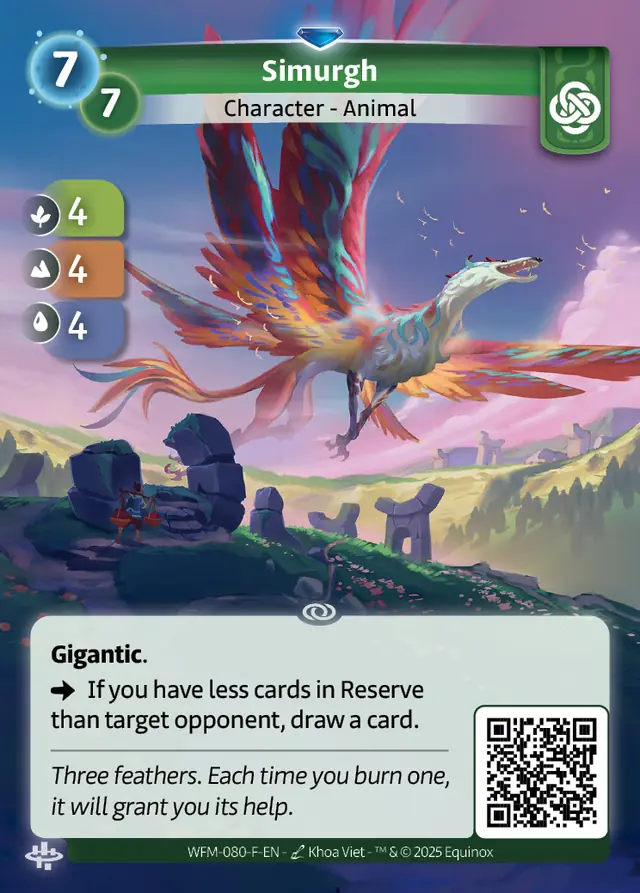 7
7
Simurgh
Character - Animal
4
4
4
Gigantic.
If you have less cards in Reserve
than target opponent, draw a card.
Three feathers. Each time you burn one,
it will grant you its help.
WFM-080-F-EN - Khoa Viet - ™ & © 2025 Equinox